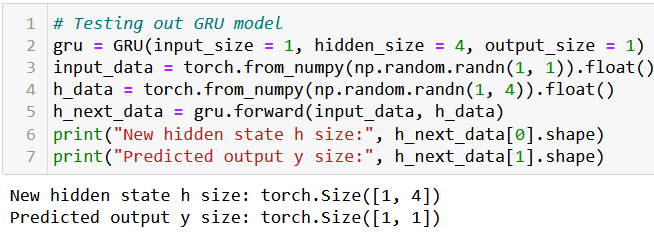 1 # Testing out GRU model
2 gru = GRU(input_size = 1, hidden_size = 4, output_size = 1)
3 input_data = torch.from_numpy(np.random.randn(1, 1)).float()
4 h_data = torch.from_numpy(np.random.randn(1, 4)).float()
5 h_next_data = gru.forward(input_data, h_data)
6 print("New hidden state h size:", h_next_data[0].shape)
7 print("Predicted output y size:", h_next_data[1].shape)
New hidden state h size: torch.Size([1, 4])
Predicted output y size: torch.Size([1, 1])